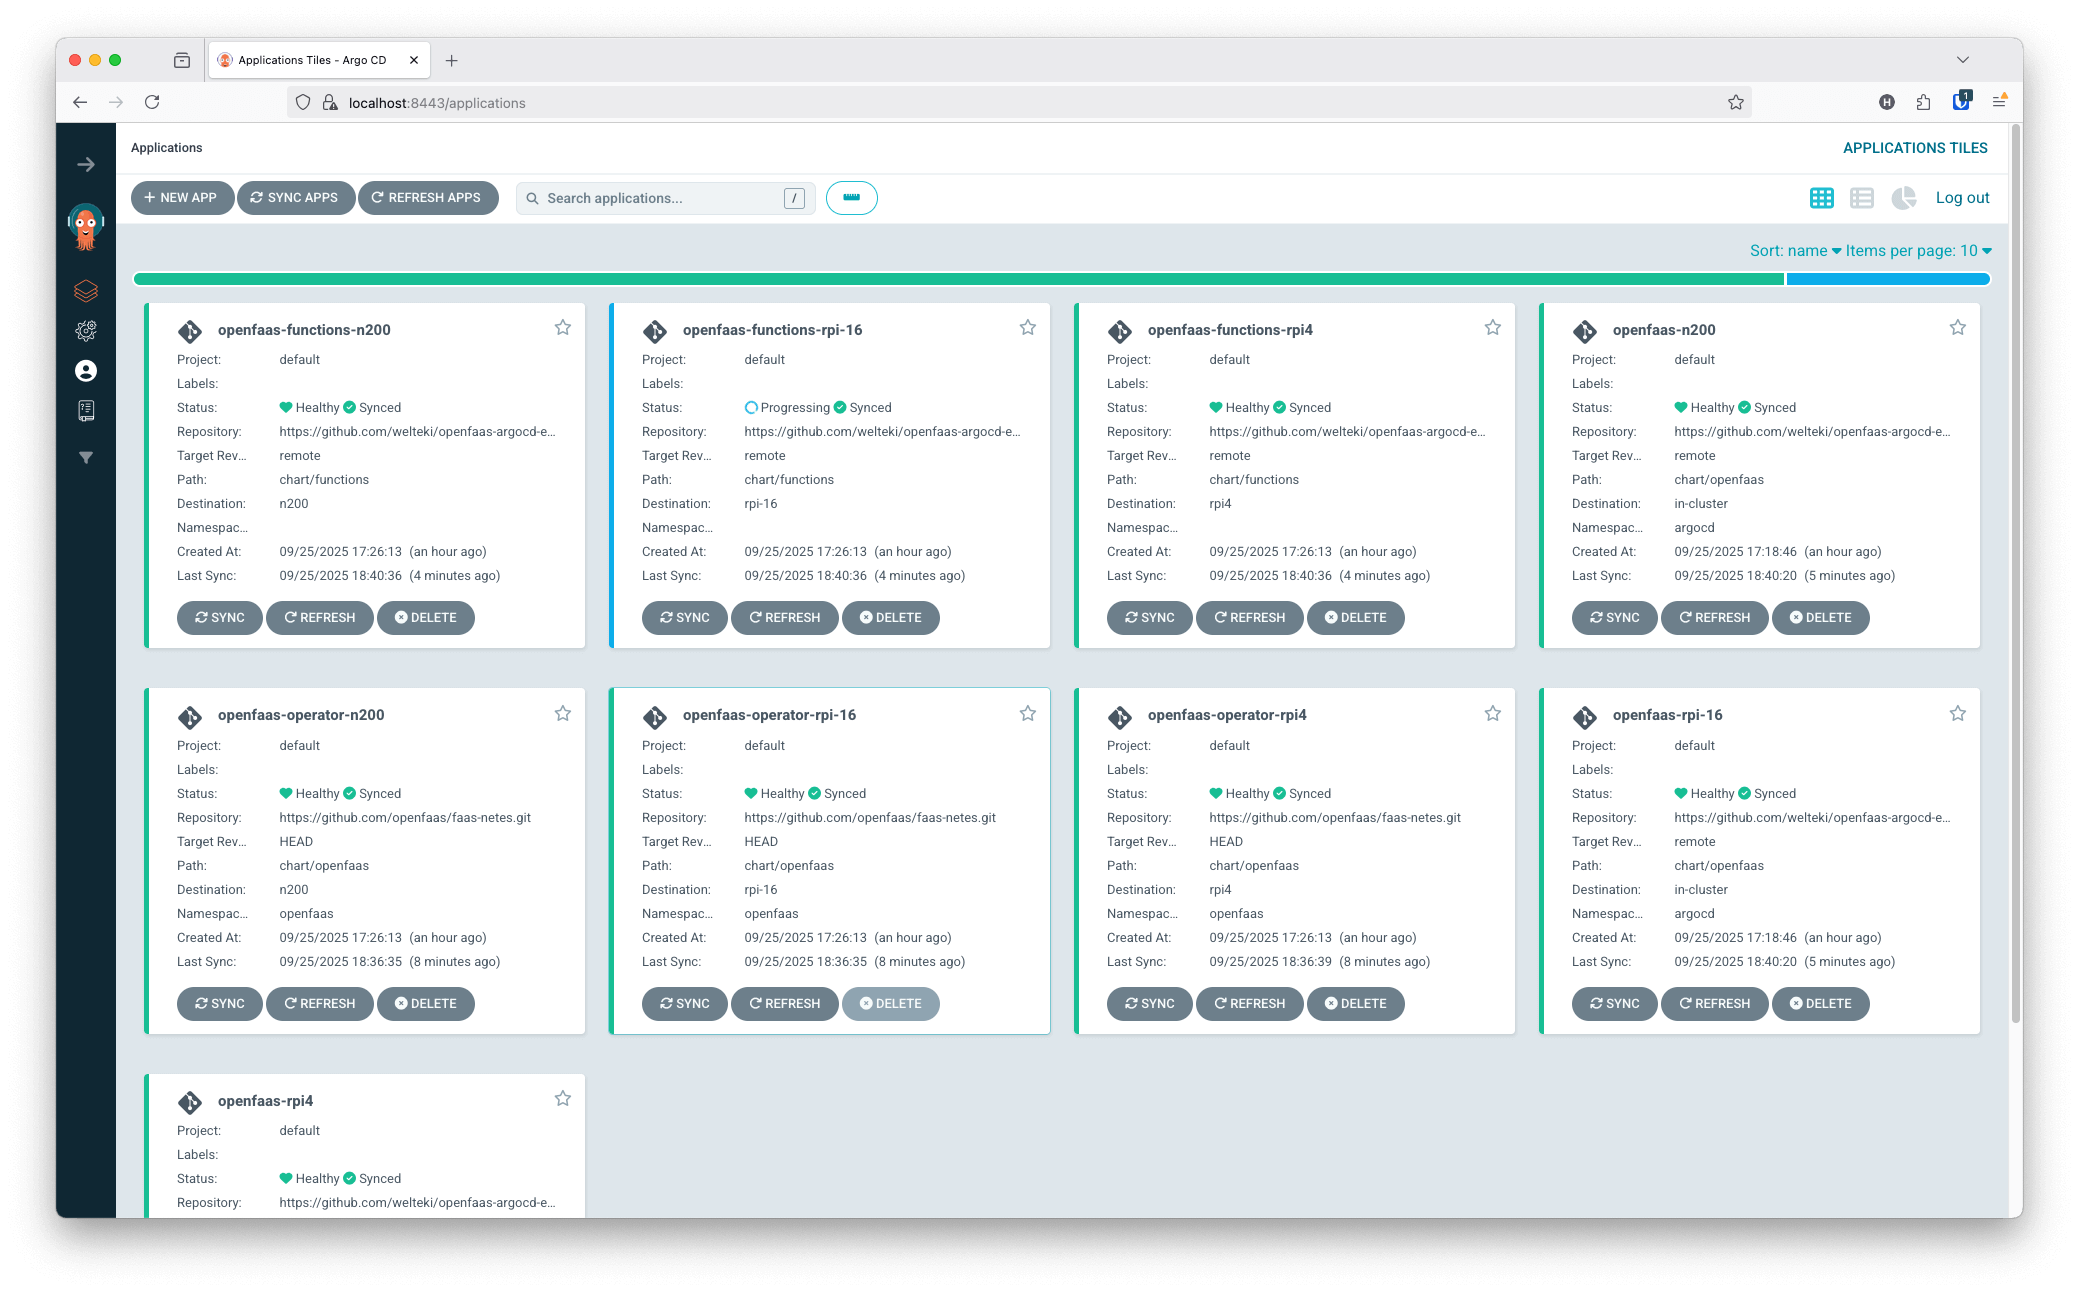 Applications Tiles - Argo CD
localhost:8443/applications
H
1
Applications
APPLICATIONS TILES
NEW APP
SYNC APPS
REFRESH APPS
Search applications...
/
Log out
Sort: name
Items per page: 10
openfaas-functions-n200
Project: default
Labels:
Status: Healthy Synced
Repository: https://github.com/welteki/openfaas-argocd-e...
Target Rev... remote
Path: chart/functions
Destination: n200
Namespac...
Created At: 09/25/2025 17:26:13 (an hour ago)
Last Sync: 09/25/2025 18:40:36 (4 minutes ago)
SYNC REFRESH DELETE
openfaas-functions-rpi-16
Project: default
Labels:
Status: Progressing Synced
Repository: https://github.com/welteki/openfaas-argocd-e...
Target Rev... remote
Path: chart/functions
Destination: rpi-16
Namespac...
Created At: 09/25/2025 17:26:13 (an hour ago)
Last Sync: 09/25/2025 18:40:36 (4 minutes ago)
SYNC REFRESH DELETE
openfaas-functions-rpi4
Project: default
Labels:
Status: Healthy Synced
Repository: https://github.com/welteki/openfaas-argocd-e...
Target Rev... remote
Path: chart/functions
Destination: rpi4
Namespac...
Created At: 09/25/2025 17:26:13 (an hour ago)
Last Sync: 09/25/2025 18:40:36 (4 minutes ago)
SYNC REFRESH DELETE
openfaas-n200
Project: default
Labels:
Status: Healthy Synced
Repository: https://github.com/welteki/openfaas-argocd-e...
Target Rev... remote
Path: chart/openfaas
Destination: in-cluster
Namespac... argocd
Created At: 09/25/2025 17:18:46 (an hour ago)
Last Sync: 09/25/2025 18:40:20 (5 minutes ago)
SYNC REFRESH DELETE
openfaas-operator-n200
Project: default
Labels:
Status: Healthy Synced
Repository: https://github.com/openfaas/faas-netes.git
Target Rev... HEAD
Path: chart/openfaas
Destination: n200
Namespac... openfaas
Created At: 09/25/2025 17:26:13 (an hour ago)
Last Sync: 09/25/2025 18:36:35 (8 minutes ago)
SYNC REFRESH DELETE
openfaas-operator-rpi-16
Project: default
Labels:
Status: Healthy Synced
Repository: https://github.com/openfaas/faas-netes.git
Target Rev... HEAD
Path: chart/openfaas
Destination: rpi-16
Namespac... openfaas
Created At: 09/25/2025 17:26:13 (an hour ago)
Last Sync: 09/25/2025 18:36:35 (8 minutes ago)
SYNC REFRESH DELETE
openfaas-operator-rpi4
Project: default
Labels:
Status: Healthy Synced
Repository: https://github.com/openfaas/faas-netes.git
Target Rev... HEAD
Path: chart/openfaas
Destination: rpi4
Namespac... openfaas
Created At: 09/25/2025 17:26:13 (an hour ago)
Last Sync: 09/25/2025 18:36:39 (8 minutes ago)
SYNC REFRESH DELETE
openfaas-rpi-16
Project: default
Labels:
Status: Healthy Synced
Repository: https://github.com/welteki/openfaas-argocd-e...
Target Rev... remote
Path: chart/openfaas
Destination: in-cluster
Namespac... argocd
Created At: 09/25/2025 17:18:46 (an hour ago)
Last Sync: 09/25/2025 18:40:20 (5 minutes ago)
SYNC REFRESH DELETE
openfaas-rpi4
Project: default
Labels:
Status: Healthy Synced
Repository: https://github.com/welteki/openfaas-argocd-e...